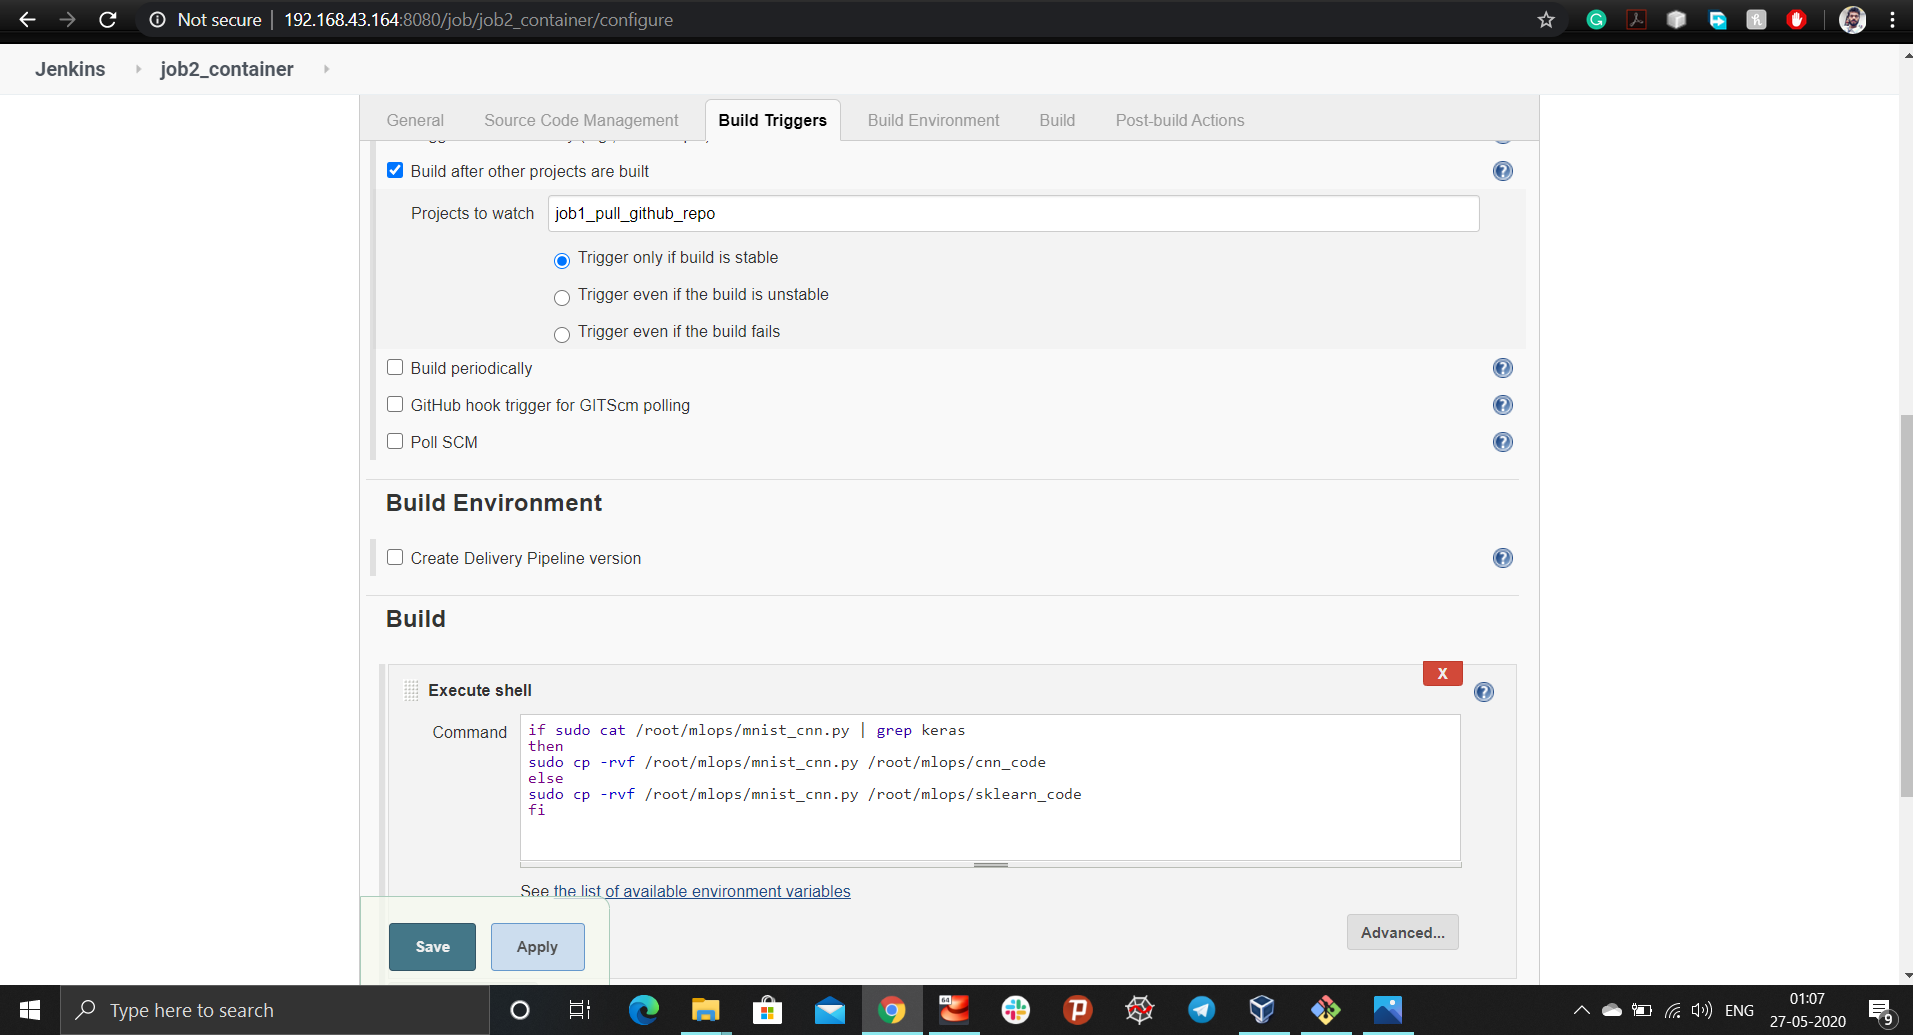 Not secure 192.168.43.164:8080/job/job2_container/configure
Jenkins job2_container
General Source Code Management Build Triggers Build Environment Build Post-build Actions
Build after other projects are built
Projects to watch job1_pull_github_repo
Trigger only if build is stable
Trigger even if the build is unstable
Trigger even if the build fails
Build periodically
GitHub hook trigger for GITScm polling
Poll SCM
Build Environment
Create Delivery Pipeline version
Build
X
Execute shell
Command
if sudo cat /root/mlops/mnist_cnn.py | grep keras
then
sudo cp -rvf /root/mlops/mnist_cnn.py /root/mlops/cnn_code
else
sudo cp -rvf /root/mlops/mnist_cnn.py /root/mlops/sklearn_code
fi
See the list of available environment variables
Advanced...
Save Apply
Type here to search
64
ENG
01:07
27-05-2020
9